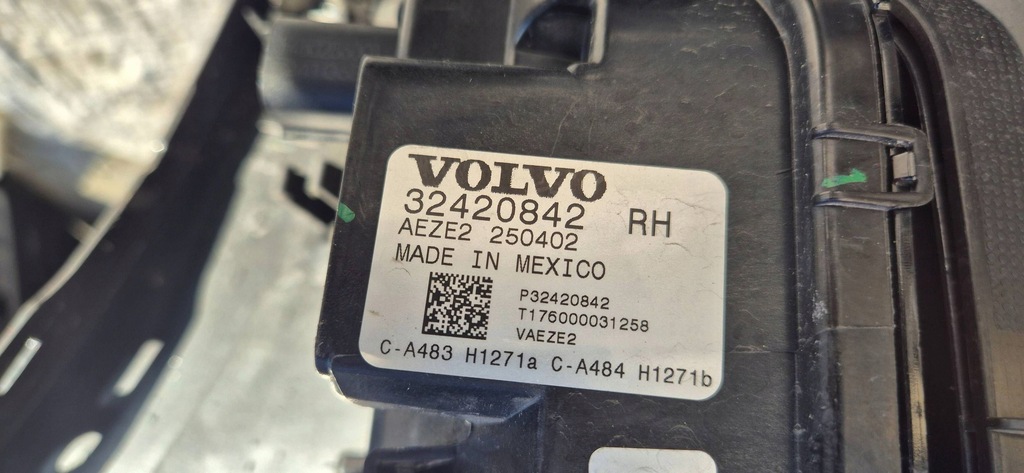 VOLVO
32420842 RH
AEZE2 250402
MADE IN MEXICO
P32420842
T176000031258
VAEZE2
C-A483 H1271a C-A484 H1271b